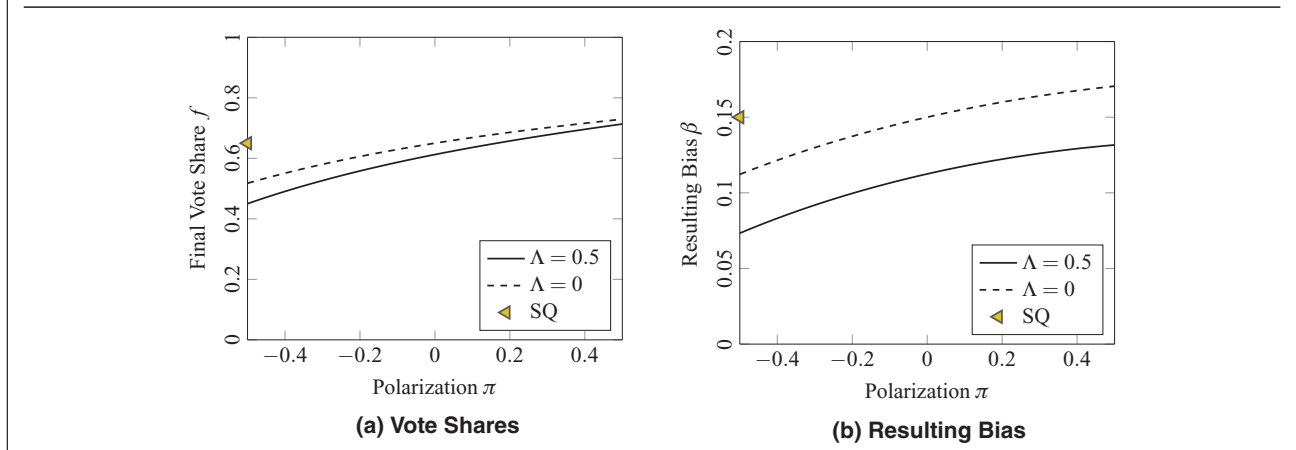 1
0.8
0.6
0.4
0.2
0
Final Vote Share f
−0.4
−0.2
0
0.2
0.4
Polarization π
Λ = 0.5
Λ = 0
SQ
(a) Vote Shares
0.2
0.15
0.1
0.05
0
Resulting Bias β
−0.4
−0.2
0
0.2
0.4
Polarization π
Λ = 0.5
Λ = 0
SQ
(b) Resulting Bias